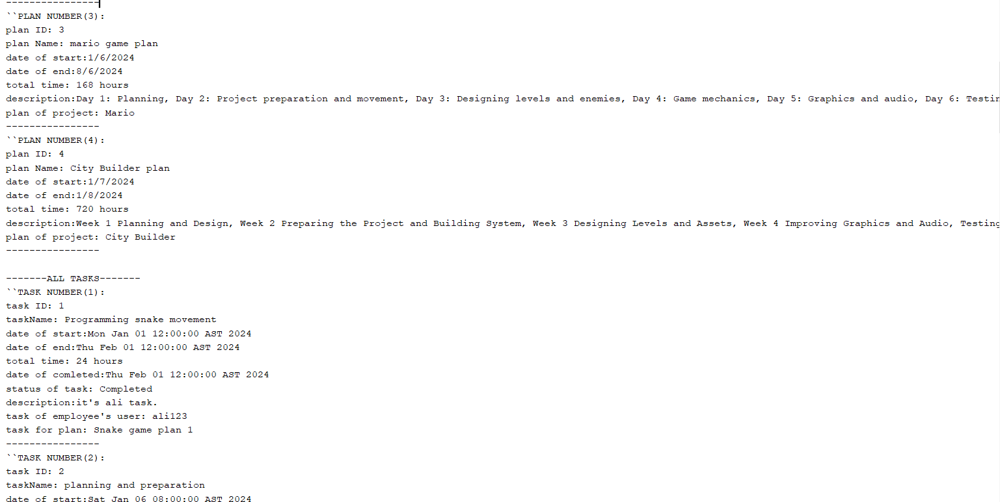 ----------------
``PLAN NUMBER(3):
plan ID: 3
plan Name: mario game plan
date of start:1/6/2024
date of end:8/6/2024
total time: 168 hours
description:Day 1: Planning, Day 2: Project preparation and movement, Day 3: Designing levels and enemies, Day 4: Game mechanics, Day 5: Graphics and audio, Day 6: Testin
plan of project: Mario
----------------
``PLAN NUMBER(4):
plan ID: 4
plan Name: City Builder plan
date of start:1/7/2024
date of end:1/8/2024
total time: 720 hours
description:Week 1 Planning and Design, Week 2 Preparing the Project and Building System, Week 3 Designing Levels and Assets, Week 4 Improving Graphics and Audio, Testing
plan of project: City Builder
----------------
-------ALL TASKS-------
``TASK NUMBER(1):
task ID: 1
taskName: Programming snake movement
date of start:Mon Jan 01 12:00:00 AST 2024
date of end:Thu Feb 01 12:00:00 AST 2024
total time: 24 hours
date of comleted:Thu Feb 01 12:00:00 AST 2024
status of task: Completed
description:it's ali task.
task of employee's user: ali123
task for plan: Snake game plan 1
----------------
``TASK NUMBER(2):
task ID: 2
taskName: planning and preparation
date of start:Sat Jan 06 08:00:00 AST 2024